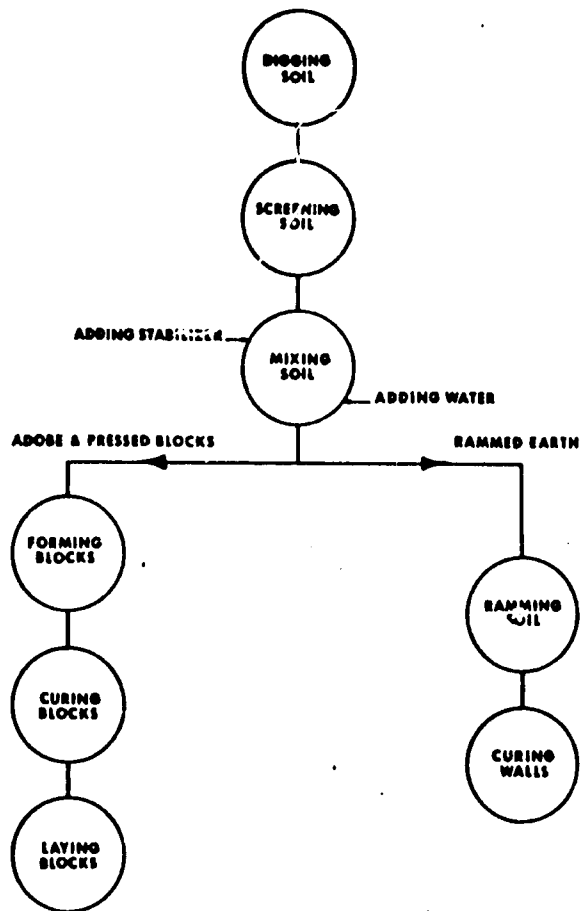 DIGGING
SOIL
SCREENING
SOIL
ADDING STABILIZER
MIXING
SOIL
ADDING WATER
ADOBE & PRESSED BLOCKS
RAMMED EARTH
FORMING
BLOCKS
RAMMING
SOIL
CURING
BLOCKS
CURING
WALLS
LAYING
BLOCKS